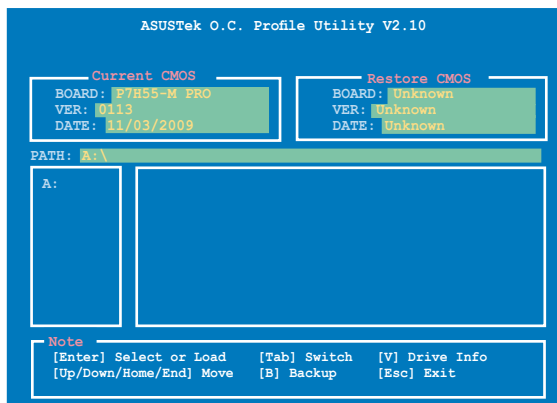 ASUSTek O.C. Profile Utility V2.10
Current CMOS
BOARD: P7H55-M PRO
VER: 0113
DATE: 11/03/2009
Restore CMOS
BOARD: Unknown
VER: Unknown
DATE: Unknown
PATH: A:\
A:
Note
[Enter] Select or Load [Tab] Switch [V] Drive Info
[Up/Down/Home/End] Move [B] Backup [Esc] Exit